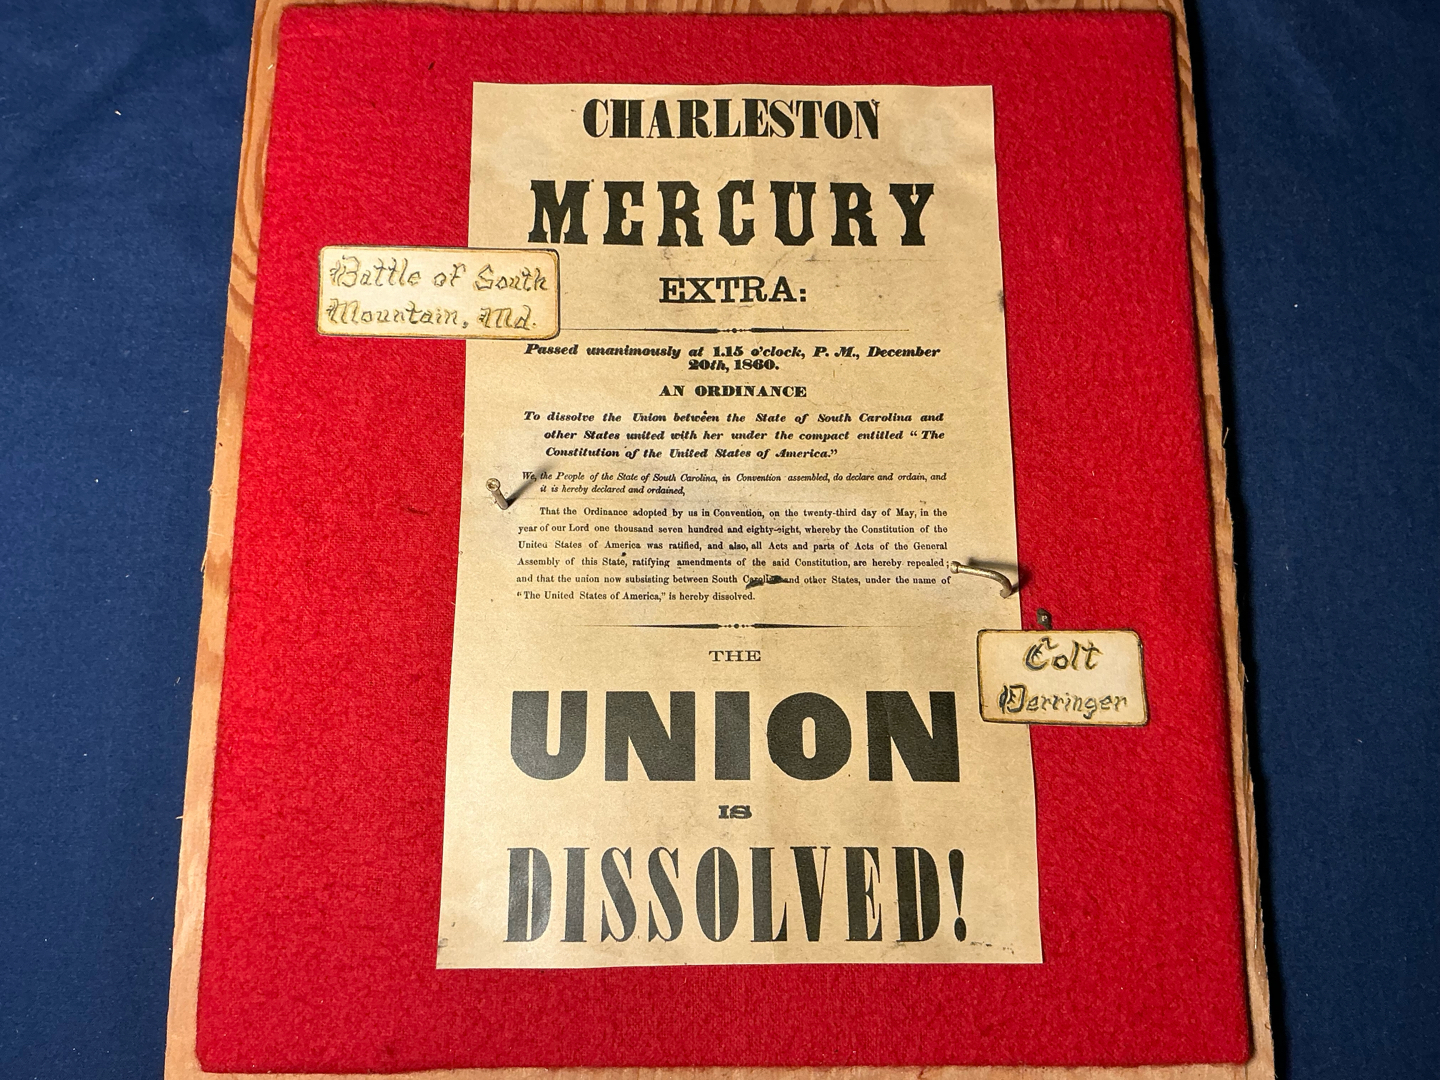 CHARLESTON
MERCURY
EXTRA:
Battle of South
Mountain, Md.
Passed unanimously at 1.15 o'clock, P. M., December
20th, 1860.
AN ORDINANCE
To dissolve the Union between the State of South Carolina and
other States united with her under the compact entitled “ The
Constitution of the United States of America.”
We, the People of the State of South Carolina, in Convention assembled, do declare and ordain, and
it is hereby declared and ordained,
That the Ordinance adopted by us in Convention, on the twenty-third day of May, in the
year of our Lord one thousand seven hundred and eighty-eight, whereby the Constitution of the
United States of America was ratified, and also, all Acts and parts of Acts of the General
Assembly of this State, ratifying amendments of the said Constitution, are hereby repealed;
and that the union now subsisting between South Carolina and other States, under the name of
“The United States of America,” is hereby dissolved.
THE
Colt
Derringer
UNION
IS
DISSOLVED!